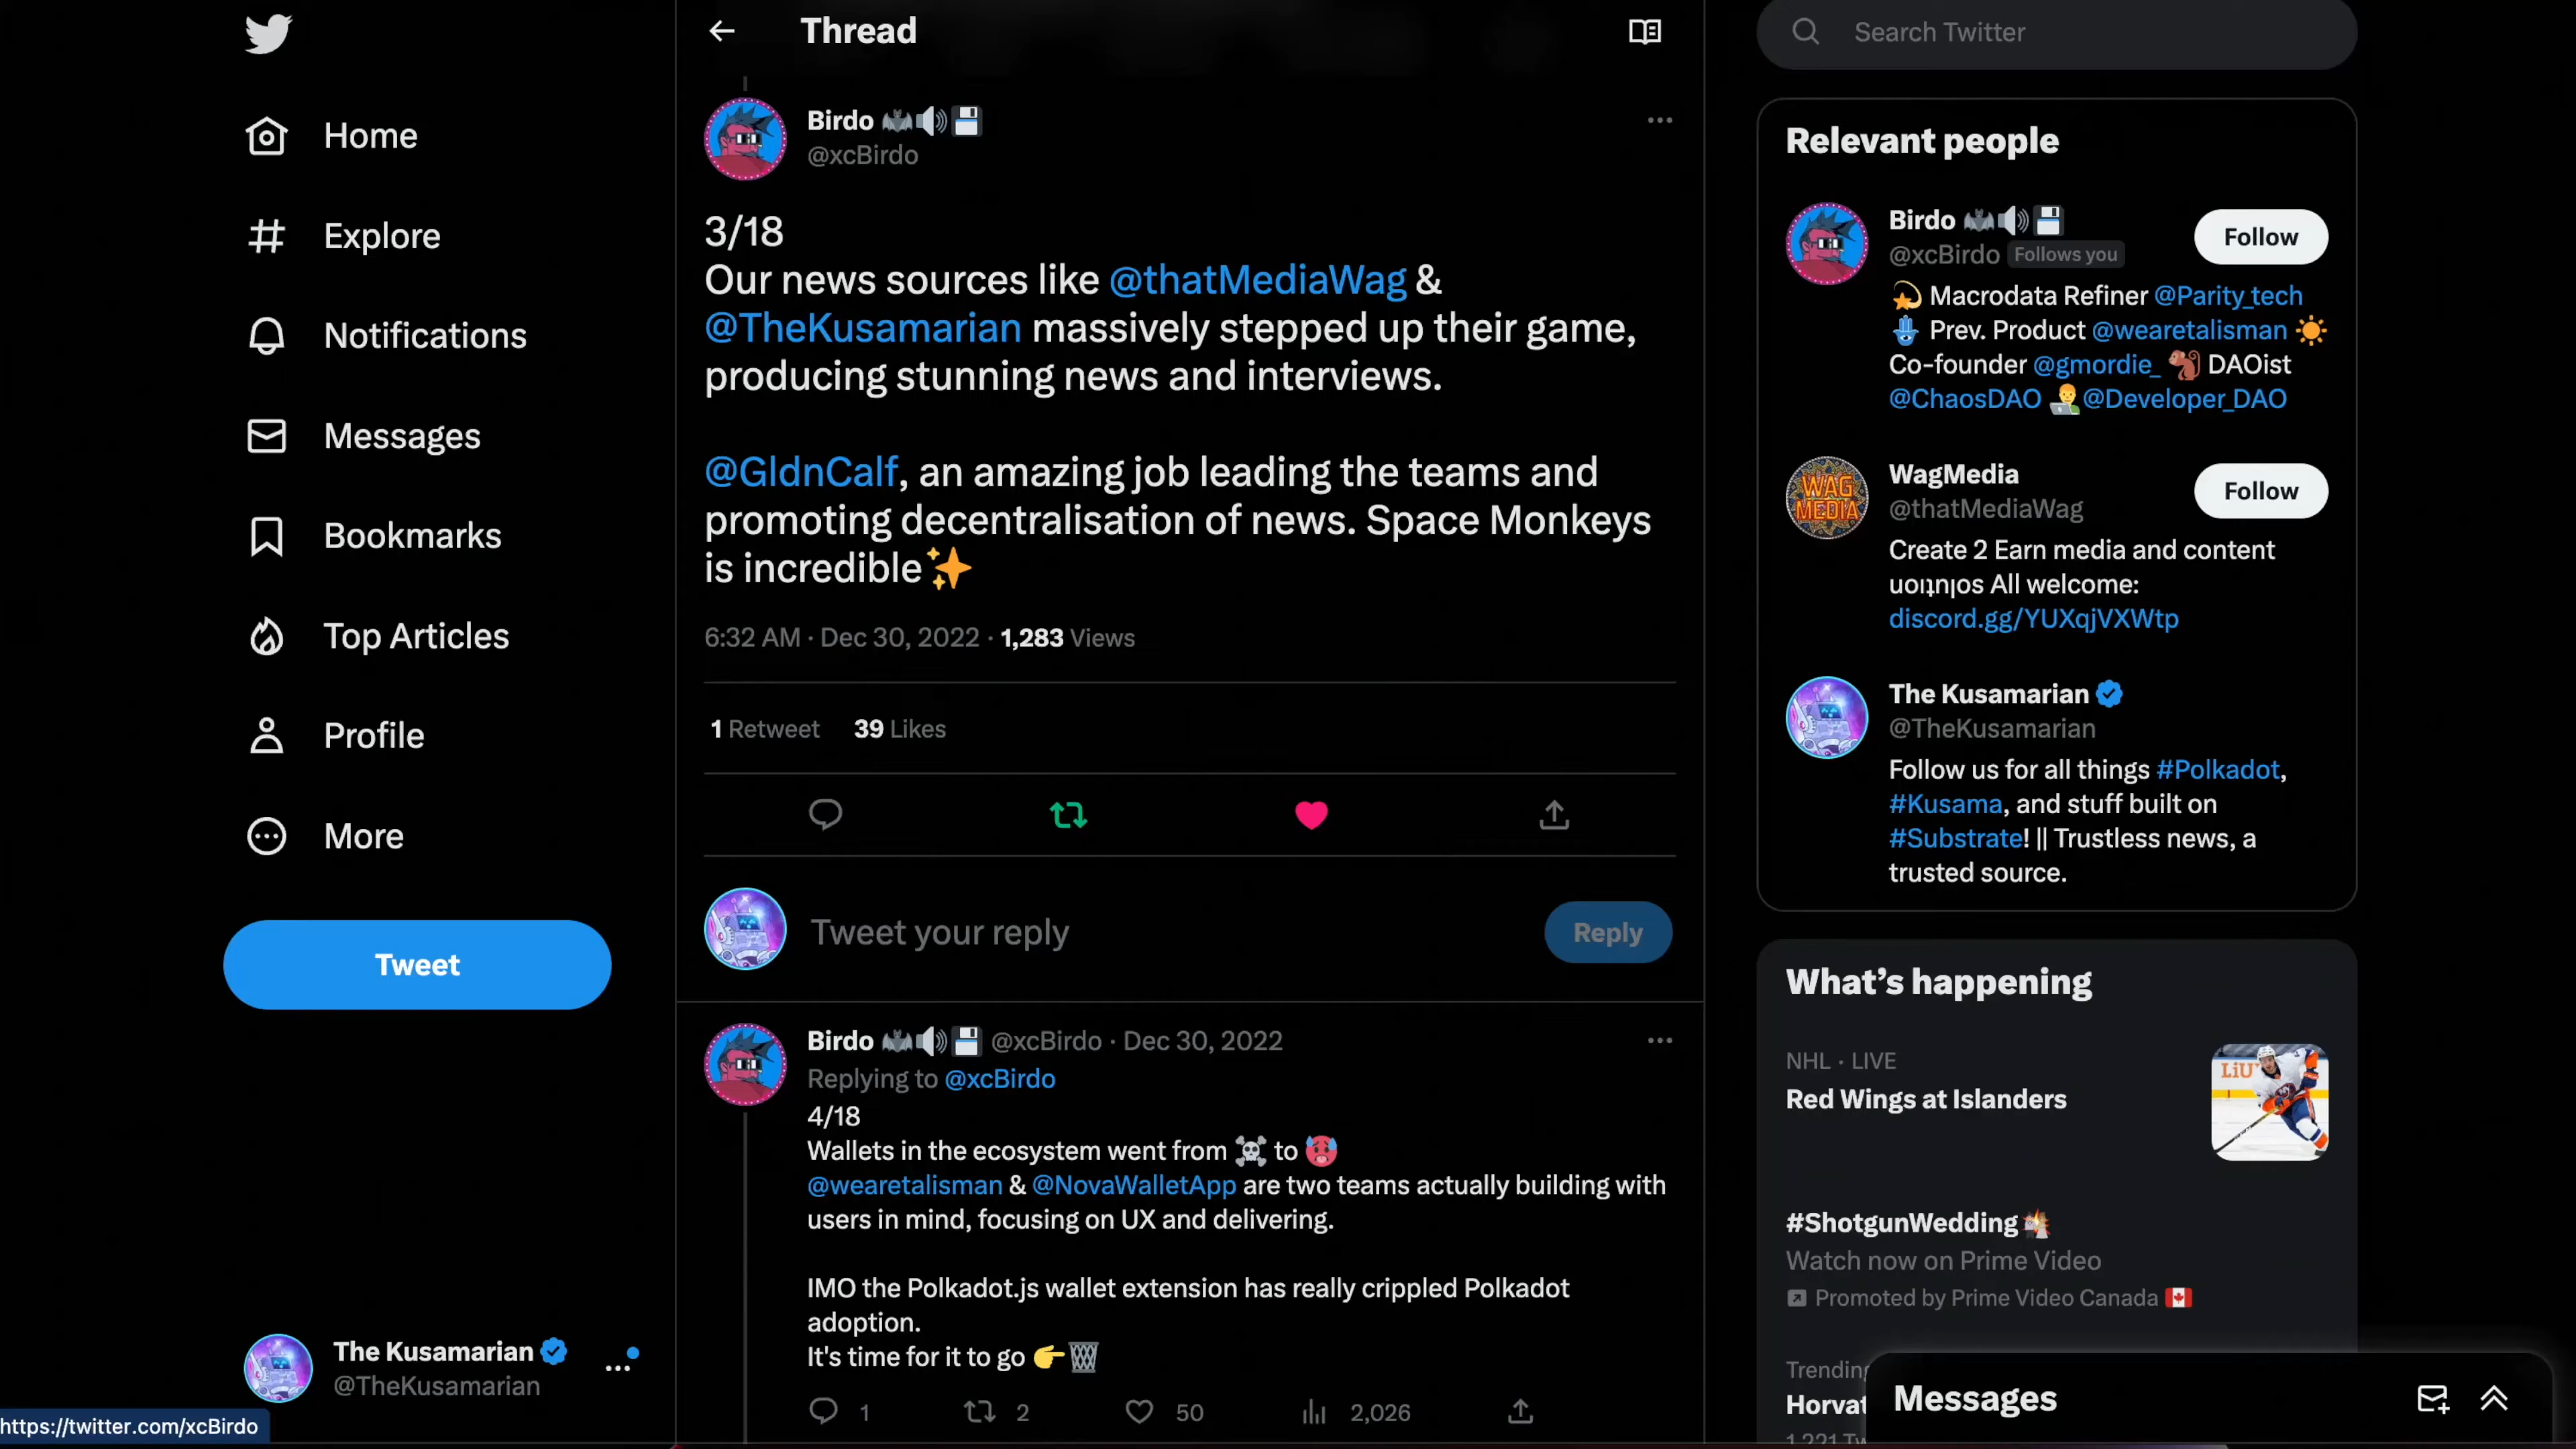 Home
Explore
Notifications
Messages
Bookmarks
Top Articles
Profile
More
Tweet
The Kusamarian
@TheKusamarian
https://twitter.com/xcBirdo
Thread
Birdo 🦇🔊💾
@xcBirdo
3/18
Our news sources like @thatMediaWag &
@TheKusamarian massively stepped up their game,
producing stunning news and interviews.
@GldnCalf, an amazing job leading the teams and
promoting decentralisation of news. Space Monkeys
is incredible✨
6:32 AM · Dec 30, 2022 · 1,283 Views
1 Retweet 39 Likes
Tweet your reply
Reply
Birdo 🦇🔊💾 @xcBirdo · Dec 30, 2022
Replying to @xcBirdo
4/18
Wallets in the ecosystem went from ☠️ to 🥵
@wearetalisman & @NovaWalletApp are two teams actually building with
users in mind, focusing on UX and delivering.
IMO the Polkadot.js wallet extension has really crippled Polkadot
adoption.
It's time for it to go 👉🗑️
1 2 50 2,026
Search Twitter
Relevant people
Birdo 🦇🔊💾
@xcBirdo Follows you
Follow
💫 Macrodata Refiner @Parity_tech
🪬 Prev. Product @wearetalisman ☀️
Co-founder @gmordie_ 🐒 DAOist
@ChaosDAO 👨‍💻@Developer_DAO
WagMedia
@thatMediaWag
Follow
WAG
MEDIA
Create 2 Earn media and content
uoıʇnןos All welcome:
discord.gg/YUXqjVXWtp
The Kusamarian
@TheKusamarian
Follow us for all things #Polkadot,
#Kusama, and stuff built on
#Substrate! || Trustless news, a
trusted source.
What's happening
NHL · LIVE
Red Wings at Islanders
LiU
#ShotgunWedding
Watch now on Prime Video
Promoted by Prime Video Canada 🇨🇦
Trending
Horvat
Messages